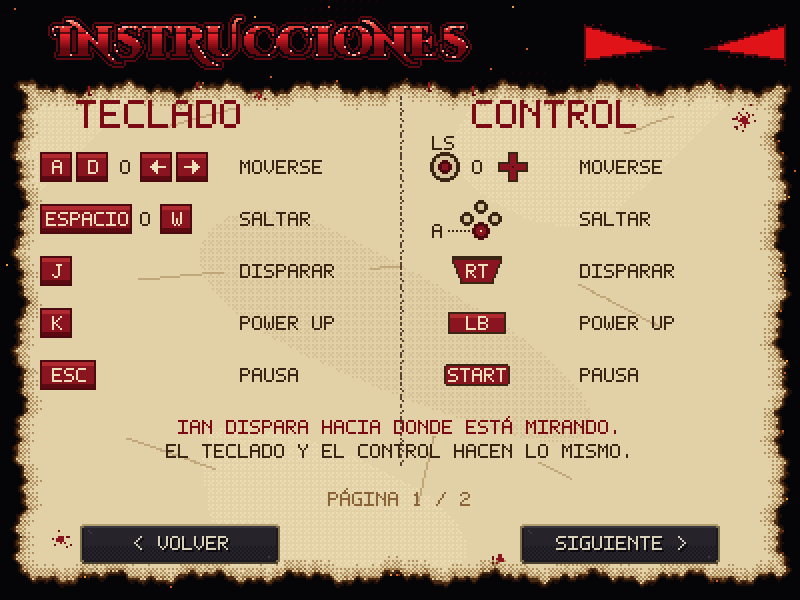 INSTRUCCIONES
TECLADO
A D O ← → MOVERSE
ESPACIO O W SALTAR
J DISPARAR
K POWER UP
ESC PAUSA
CONTROL
LS
O MOVERSE
A SALTAR
RT DISPARAR
LB POWER UP
START PAUSA
IAN DISPARA HACIA DONDE ESTÁ MIRANDO.
EL TECLADO Y EL CONTROL HACEN LO MISMO.
PÁGINA 1 / 2
< VOLVER
SIGUIENTE >